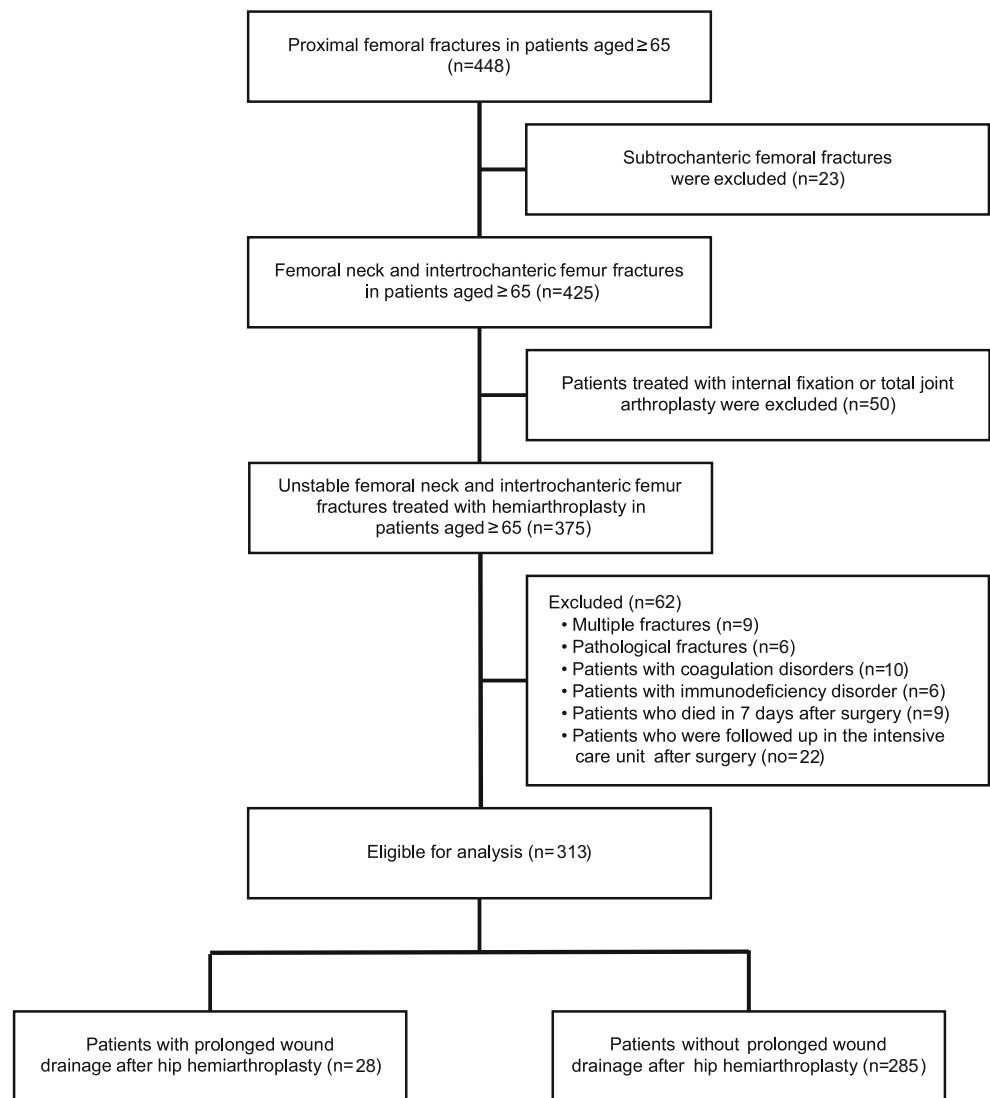 Proximal femoral fractures in patients aged ≥ 65
(n=448)
Subtrochanteric femoral fractures
were excluded (n=23)
Femoral neck and intertrochanteric femur fractures
in patients aged ≥ 65 (n=425)
Patients treated with internal fixation or total joint
arthroplasty were excluded (n=50)
Unstable femoral neck and intertrochanteric femur
fractures treated with hemiarthroplasty in
patients aged ≥ 65 (n=375)
Excluded (n=62)
• Multiple fractures (n=9)
• Pathological fractures (n=6)
• Patients with coagulation disorders (n=10)
• Patients with immunodeficiency disorder (n=6)
• Patients who died in 7 days after surgery (n=9)
• Patients who were followed up in the intensive
care unit after surgery (no=22)
Eligible for analysis (n=313)
Patients with prolonged wound
drainage after hip hemiarthroplasty (n=28)
Patients without prolonged wound
drainage after hip hemiarthroplasty (n=285)